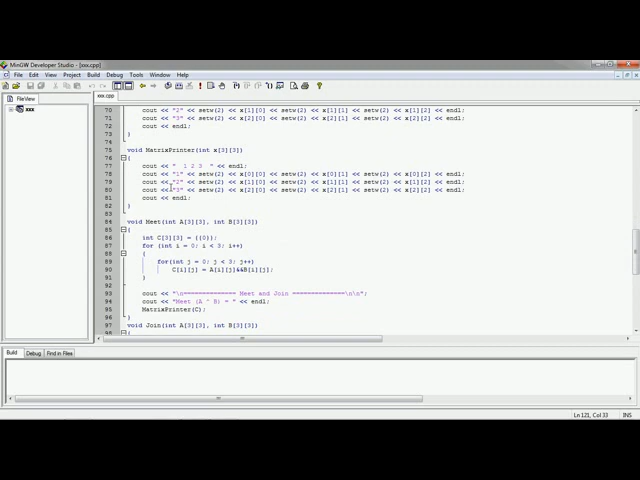 MinGW Developer Studio - [xxx.cpp]
File Edit View Project Build Debug Tools Window Help
FileView
xxx
xxx.cpp
70 cout << "2" << setw(2) << x[1][0] << setw(2) << x[1][1] << setw(2) << x[1][2] << endl;
71 cout << "3" << setw(2) << x[2][0] << setw(2) << x[2][1] << setw(2) << x[2][2] << endl;
72 cout << endl;
73 }
74
75 void MatrixPrinter(int x[3][3])
76 {
77 cout << "  1 2 3  " << endl;
78 cout << "1" << setw(2) << x[0][0] << setw(2) << x[0][1] << setw(2) << x[0][2] << endl;
79 cout << "2" << setw(2) << x[1][0] << setw(2) << x[1][1] << setw(2) << x[1][2] << endl;
80 cout << "3" << setw(2) << x[2][0] << setw(2) << x[2][1] << setw(2) << x[2][2] << endl;
81 cout << endl;
82 }
83
84 void Meet(int A[3][3], int B[3][3])
85 {
86 int C[3][3] = {{0}};
87 for (int i = 0; i < 3; i++)
88 {
89 for(int j = 0; j < 3; j++)
90 C[i][j] = A[i][j]&&B[i][j];
91 }
92
93 cout << "\n============== Meet and Join ==============\n\n";
94 cout << "Meet (A ^ B) = " << endl;
95 MatrixPrinter(C);
96 }
97 void Join(int A[3][3], int B[3][3])
98 {
Build Debug Find in Files
Ln 121, Col 33 INS